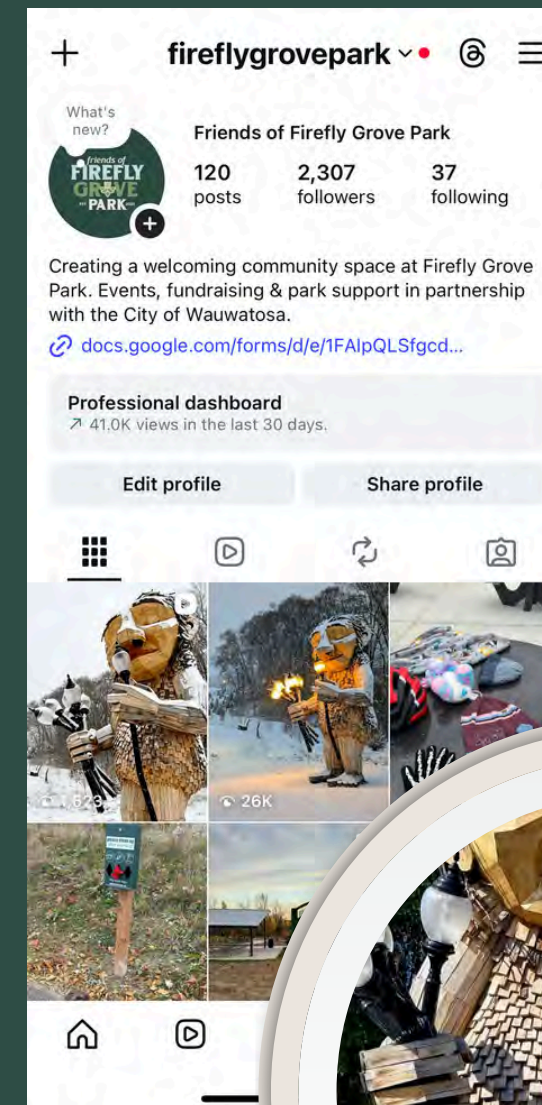 fireflygrovepark
What's
new?
friends of
FIREFLY
GROVE
PARK
Friends of Firefly Grove Park
120 2,307 37
posts followers following
Creating a welcoming community space at Firefly Grove
Park. Events, fundraising & park support in partnership
with the City of Wauwatosa.
docs.google.com/forms/d/e/1FAIpQLSfgcd...
Professional dashboard
41.0K views in the last 30 days.
Edit profile Share profile
1,623 26K